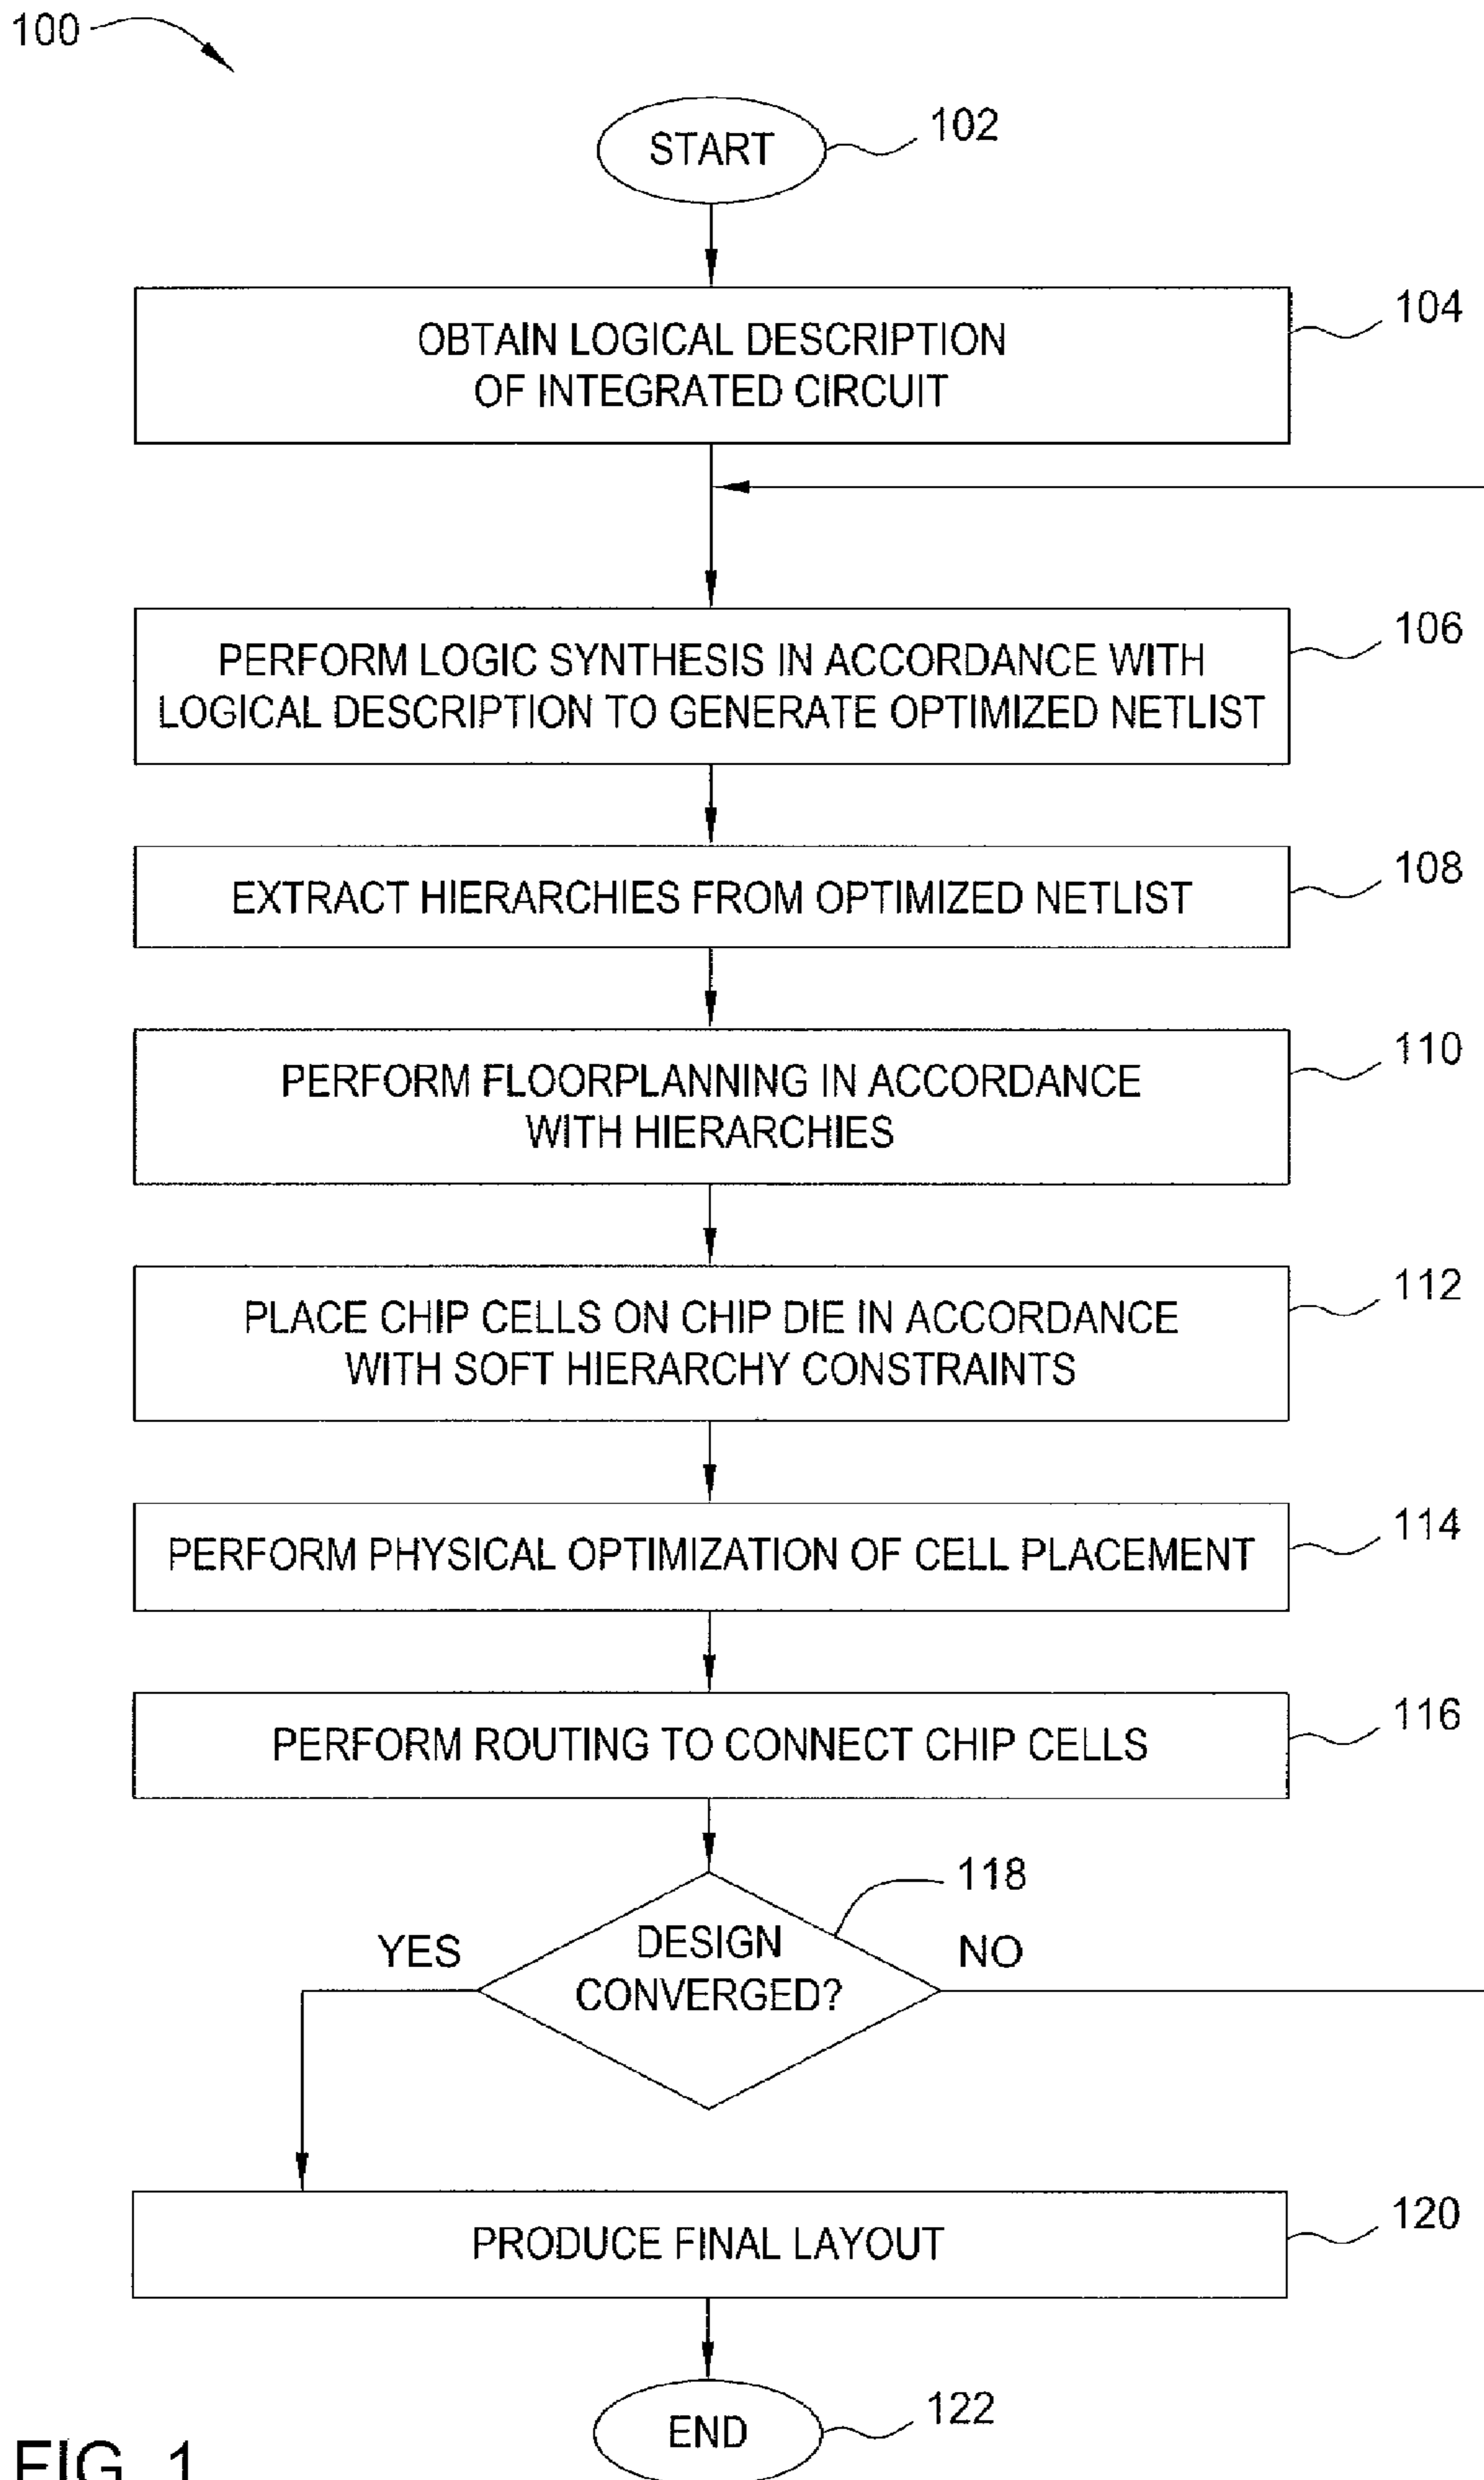 100
START
102
OBTAIN LOGICAL DESCRIPTION
OF INTEGRATED CIRCUIT
104
PERFORM LOGIC SYNTHESIS IN ACCORDANCE WITH
LOGICAL DESCRIPTION TO GENERATE OPTIMIZED NETLIST
106
EXTRACT HIERARCHIES FROM OPTIMIZED NETLIST
108
PERFORM FLOORPLANNING IN ACCORDANCE
WITH HIERARCHIES
110
PLACE CHIP CELLS ON CHIP DIE IN ACCORDANCE
WITH SOFT HIERARCHY CONSTRAINTS
112
PERFORM PHYSICAL OPTIMIZATION OF CELL PLACEMENT
114
PERFORM ROUTING TO CONNECT CHIP CELLS
116
118
YES
DESIGN
CONVERGED?
NO
PRODUCE FINAL LAYOUT
120
END
122
FIG. 1